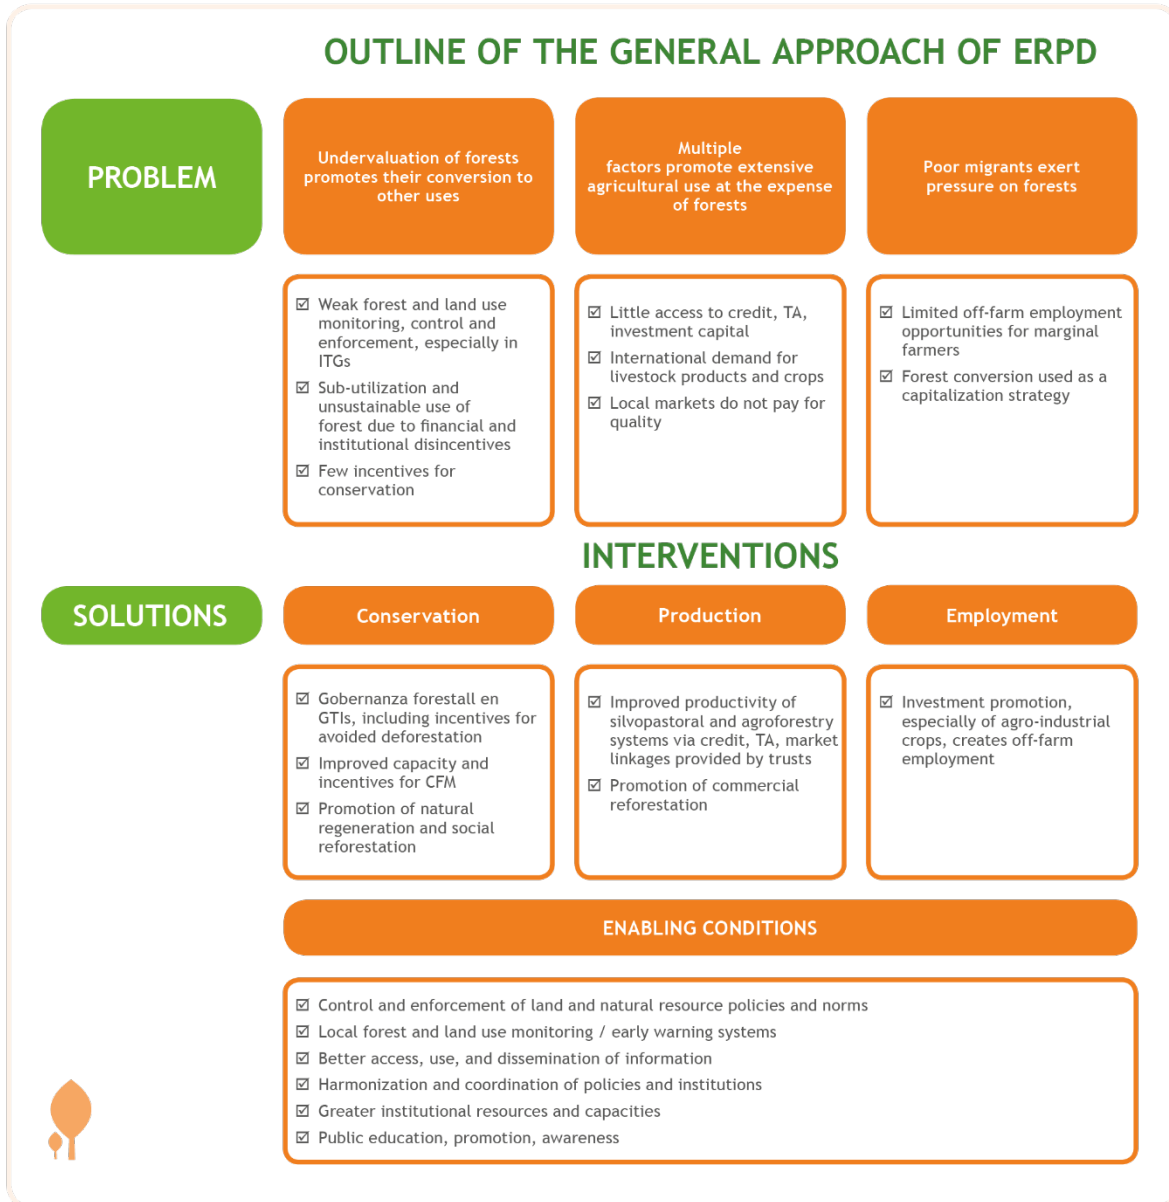 OUTLINE OF THE GENERAL APPROACH OF ERPD
PROBLEM
Undervaluation of forests
promotes their conversion to
other uses
Multiple
factors promote extensive
agricultural use at the expense
of forests
Poor migrants exert
pressure on forests
☑ Weak forest and land use
monitoring, control and
enforcement, especially in
ITGs
☑ Sub-utilization and
unsustainable use of
forest due to financial and
institutional disincentives
☑ Few incentives for
conservation
☑ Little access to credit, TA,
investment capital
☑ International demand for
livestock products and crops
☑ Local markets do not pay for
quality
☑ Limited off-farm employment
opportunities for marginal
farmers
☑ Forest conversion used as a
capitalization strategy
INTERVENTIONS
SOLUTIONS
Conservation
Production
Employment
☑ Gobernanza forestall en
GTIs, including incentives for
avoided deforestation
☑ Improved capacity and
incentives for CFM
☑ Promotion of natural
regeneration and social
reforestation
☑ Improved productivity of
silvopastoral and agroforestry
systems via credit, TA, market
linkages provided by trusts
☑ Promotion of commercial
reforestation
☑ Investment promotion,
especially of agro-industrial
crops, creates off-farm
employment
ENABLING CONDITIONS
☑ Control and enforcement of land and natural resource policies and norms
☑ Local forest and land use monitoring / early warning systems
☑ Better access, use, and dissemination of information
☑ Harmonization and coordination of policies and institutions
☑ Greater institutional resources and capacities
☑ Public education, promotion, awareness